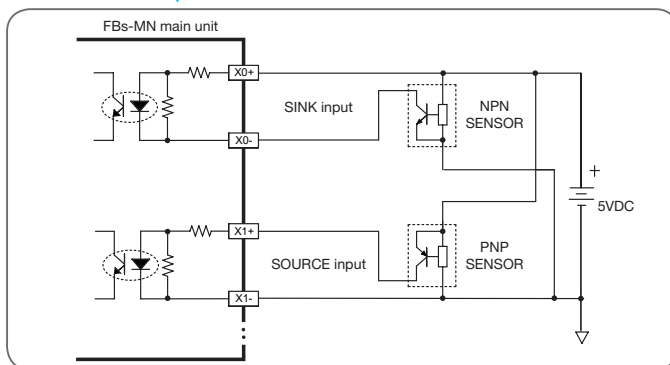 FBs-MN main unit
X0+
SINK input
NPN
SENSOR
X0-
+
5VDC
X1+
SOURCE input
PNP
SENSOR
X1-